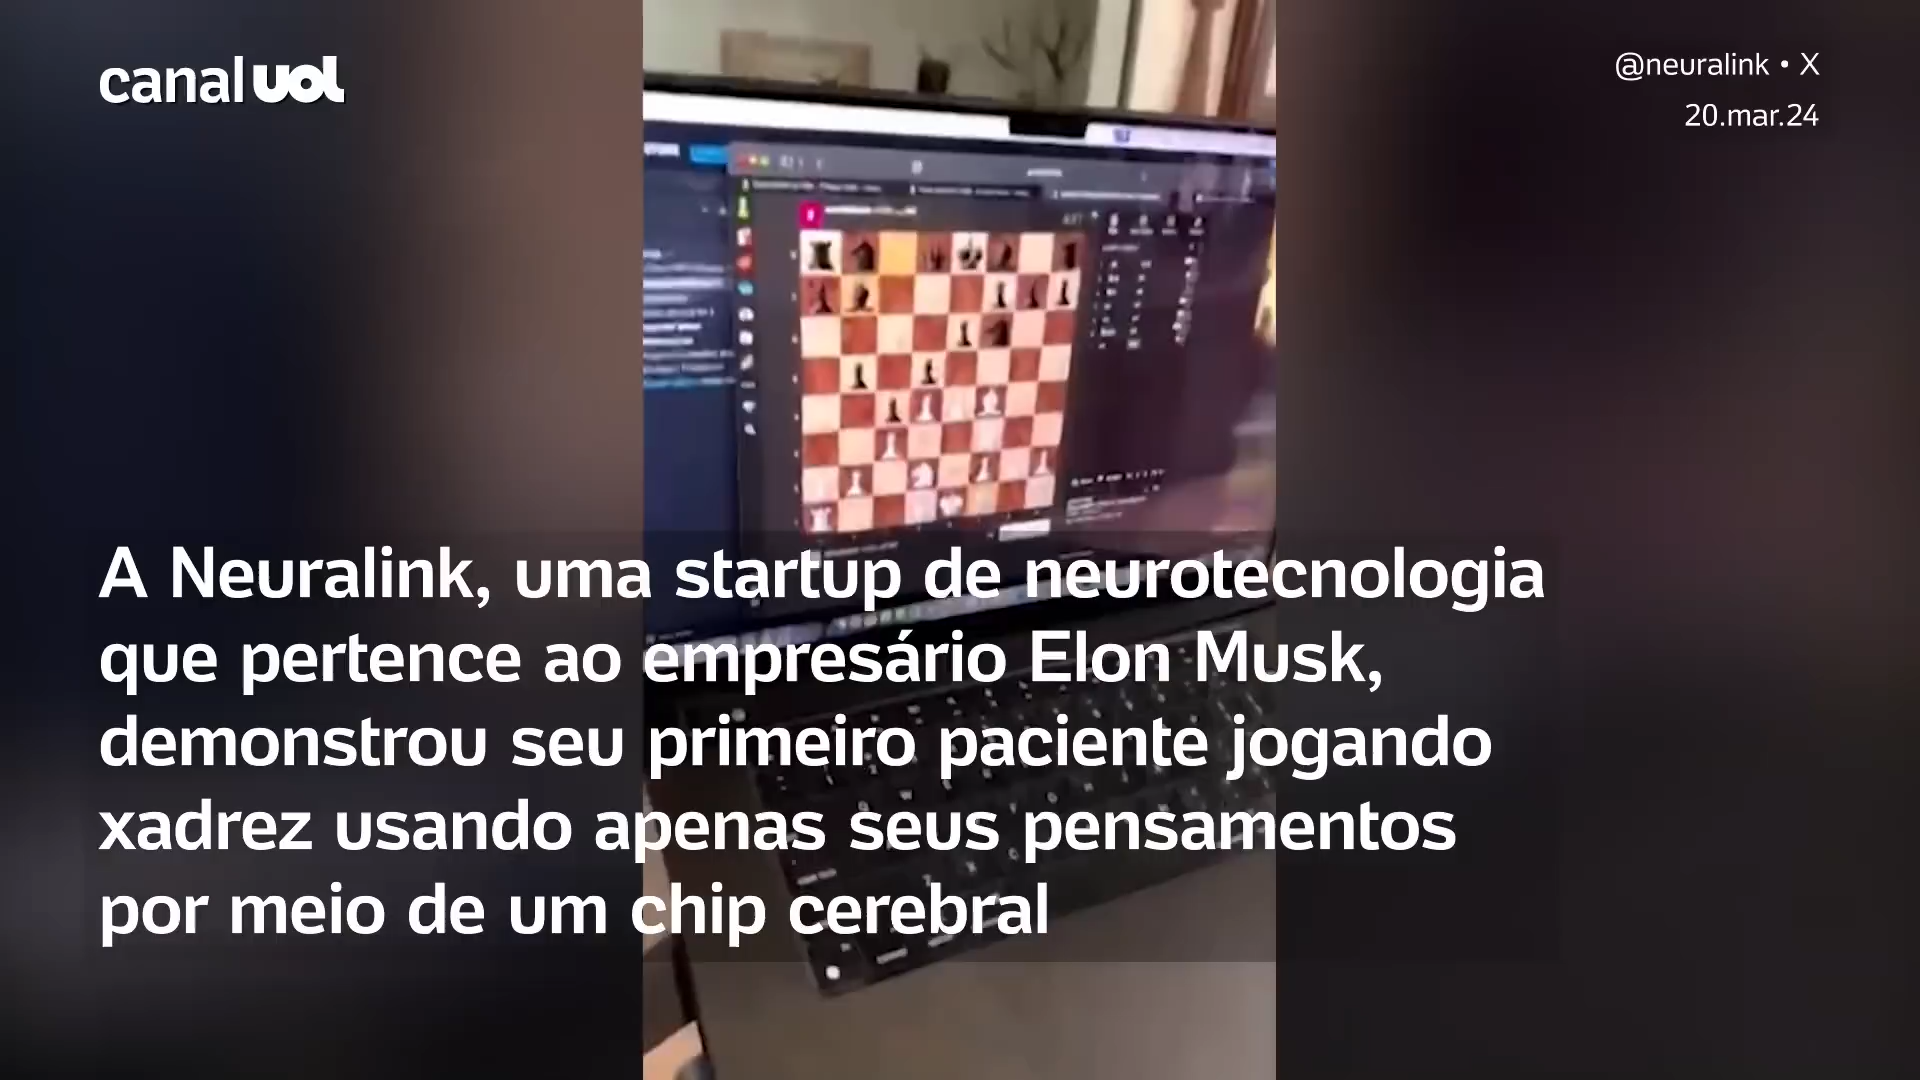 canal uol
@neuralink • X
20.mar.24
A Neuralink, uma startup de neurotecnologia
que pertence ao empresário Elon Musk,
demonstrou seu primeiro paciente jogando
xadrez usando apenas seus pensamentos
por meio de um chip cerebral